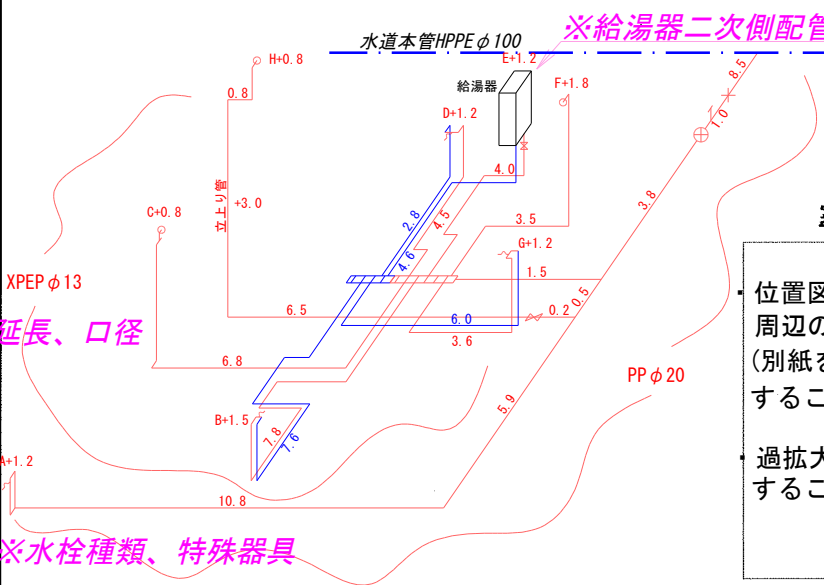 ※給湯器二次側配管
水道本管HPPEφ100
E+1.2
H+0.8
給湯器
F+1.8
8.5
0.8
D+1.2
1.0
4.0
立上り管
+3.0
3.8
C+0.8
2.8
4.5
3.5
4.6
G+1.2
XPEPφ13
1.5
位置図
6.5
6.0
0.2
0.5
周辺の
延長、口径
3.6
(別紙を
6.8
PPφ20
するこ
5.9
B+1.5
7.8
7.6
過拡大
A+1.2
するこ
10.8
※水栓種類、特殊器具